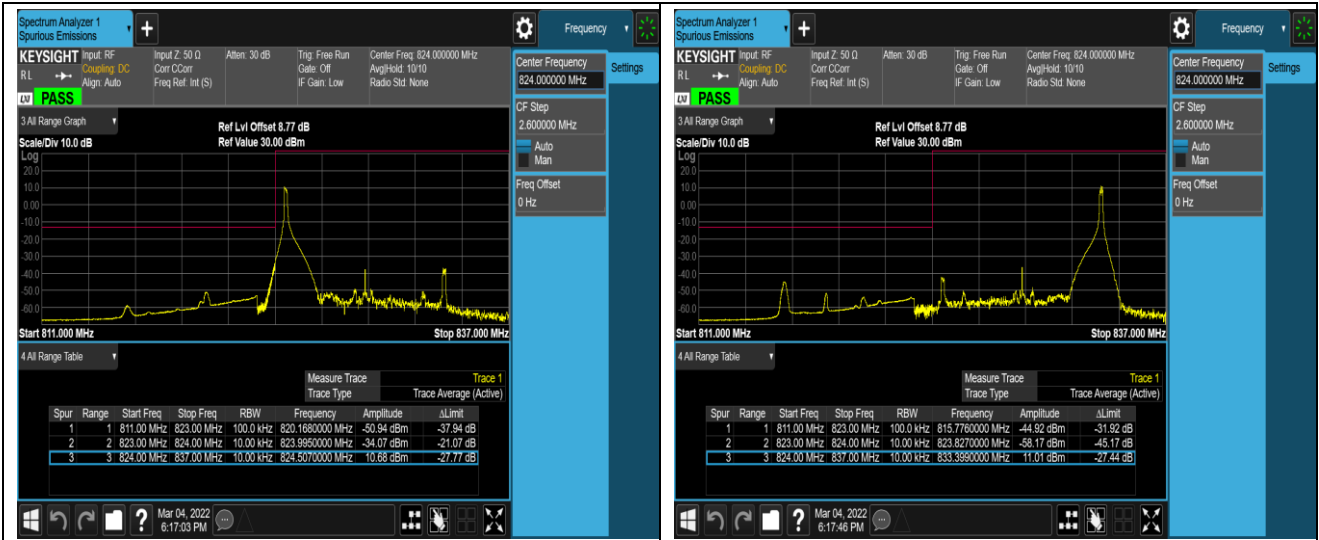 Spectrum Analyzer 1
Spurious Emissions
Frequency
KEYSIGHT Input: RF Input Z: 50 Ω Atten: 30 dB Trig: Free Run Center Freq: 824.000000 MHz
Coupling: DC Corr CCorr Gate: Off Avg|Hold: 10/10
RL Align: Auto Freq Ref: Int (S) IF Gain: Low Radio Std: None
LXI PASS
Center Frequency
824.000000 MHz
Settings
CF Step
2.600000 MHz
Auto
Man
Freq Offset
0 Hz
3 All Range Graph
Ref Lvl Offset 8.77 dB
Scale/Div 10.0 dB Ref Value 30.00 dBm
Log
20.0
10.0
0.00
-10.0
-20.0
-30.0
-40.0
-50.0
-60.0
Start 811.000 MHz Stop 837.000 MHz
4 All Range Table
Measure Trace Trace 1
Trace Type Trace Average (Active)
Spur Range Start Freq Stop Freq RBW Frequency Amplitude ΔLimit
1 1 811.00 MHz 823.00 MHz 100.0 kHz 820.1680000 MHz -50.94 dBm -37.94 dB
2 2 823.00 MHz 824.00 MHz 10.00 kHz 823.9950000 MHz -34.07 dBm -21.07 dB
3 3 824.00 MHz 837.00 MHz 10.00 kHz 824.5070000 MHz 10.68 dBm -27.77 dB
?
Mar 04, 2022
6:17:03 PM
Spectrum Analyzer 1
Spurious Emissions
Frequency
KEYSIGHT Input: RF Input Z: 50 Ω Atten: 30 dB Trig: Free Run Center Freq: 824.000000 MHz
Coupling: DC Corr CCorr Gate: Off Avg|Hold: 10/10
RL Align: Auto Freq Ref: Int (S) IF Gain: Low Radio Std: None
LXI PASS
Center Frequency
824.000000 MHz
Settings
CF Step
2.600000 MHz
Auto
Man
Freq Offset
0 Hz
3 All Range Graph
Ref Lvl Offset 8.77 dB
Scale/Div 10.0 dB Ref Value 30.00 dBm
Log
20.0
10.0
0.00
-10.0
-20.0
-30.0
-40.0
-50.0
-60.0
Start 811.000 MHz Stop 837.000 MHz
4 All Range Table
Measure Trace Trace 1
Trace Type Trace Average (Active)
Spur Range Start Freq Stop Freq RBW Frequency Amplitude ΔLimit
1 1 811.00 MHz 823.00 MHz 100.0 kHz 815.7760000 MHz -44.92 dBm -31.92 dB
2 2 823.00 MHz 824.00 MHz 10.00 kHz 823.8270000 MHz -58.17 dBm -45.17 dB
3 3 824.00 MHz 837.00 MHz 10.00 kHz 833.3990000 MHz 11.01 dBm -27.44 dB
?
Mar 04, 2022
6:17:46 PM